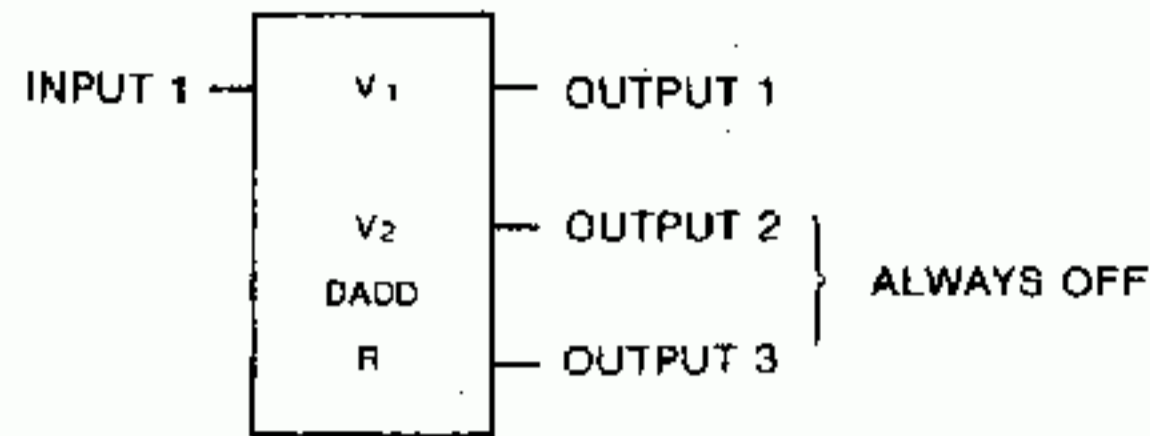 INPUT 1 V1 OUTPUT 1
V2 OUTPUT 2
ALWAYS OFF
DADD
R OUTPUT 3